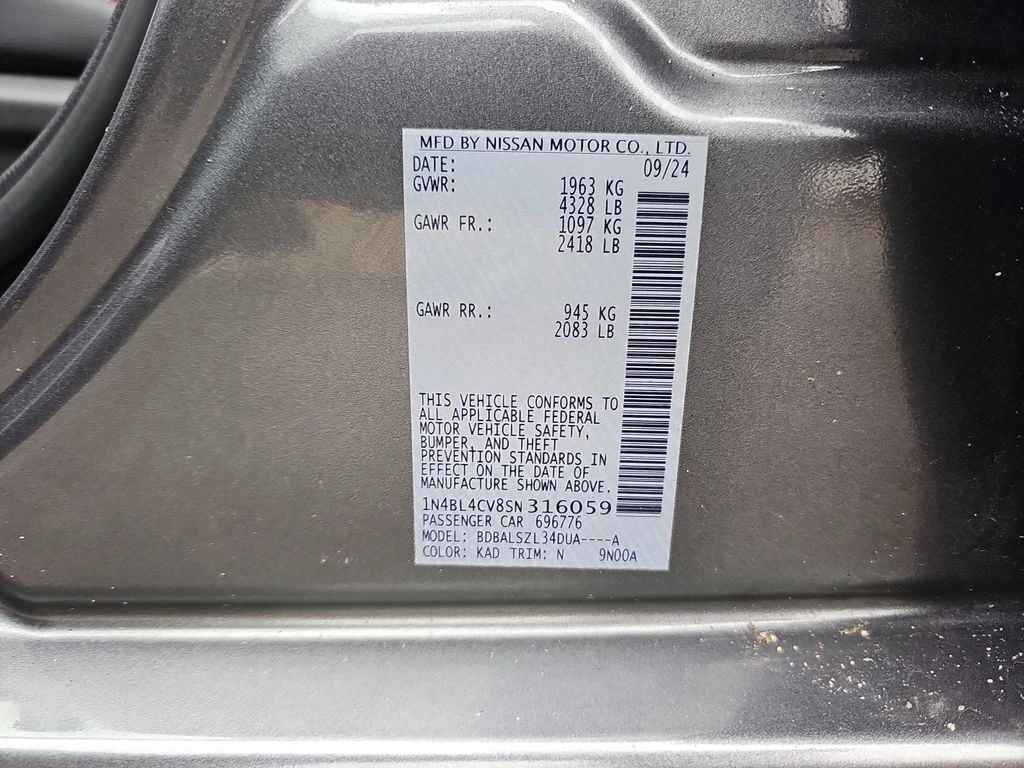 MFD BY NISSAN MOTOR CO., LTD.
DATE: 09/24
GVWR: 1963 KG
4328 LB
GAWR FR.: 1097 KG
2418 LB
GAWR RR.: 945 KG
2083 LB
THIS VEHICLE CONFORMS TO
ALL APPLICABLE FEDERAL
MOTOR VEHICLE SAFETY,
BUMPER, AND THEFT
PREVENTION STANDARDS IN
EFFECT ON THE DATE OF
MANUFACTURE SHOWN ABOVE.
1N4BL4CV8SN316059
PASSENGER CAR 696776
MODEL: BDBALSZL34DUA----A
COLOR: KAD TRIM: N 9N00A